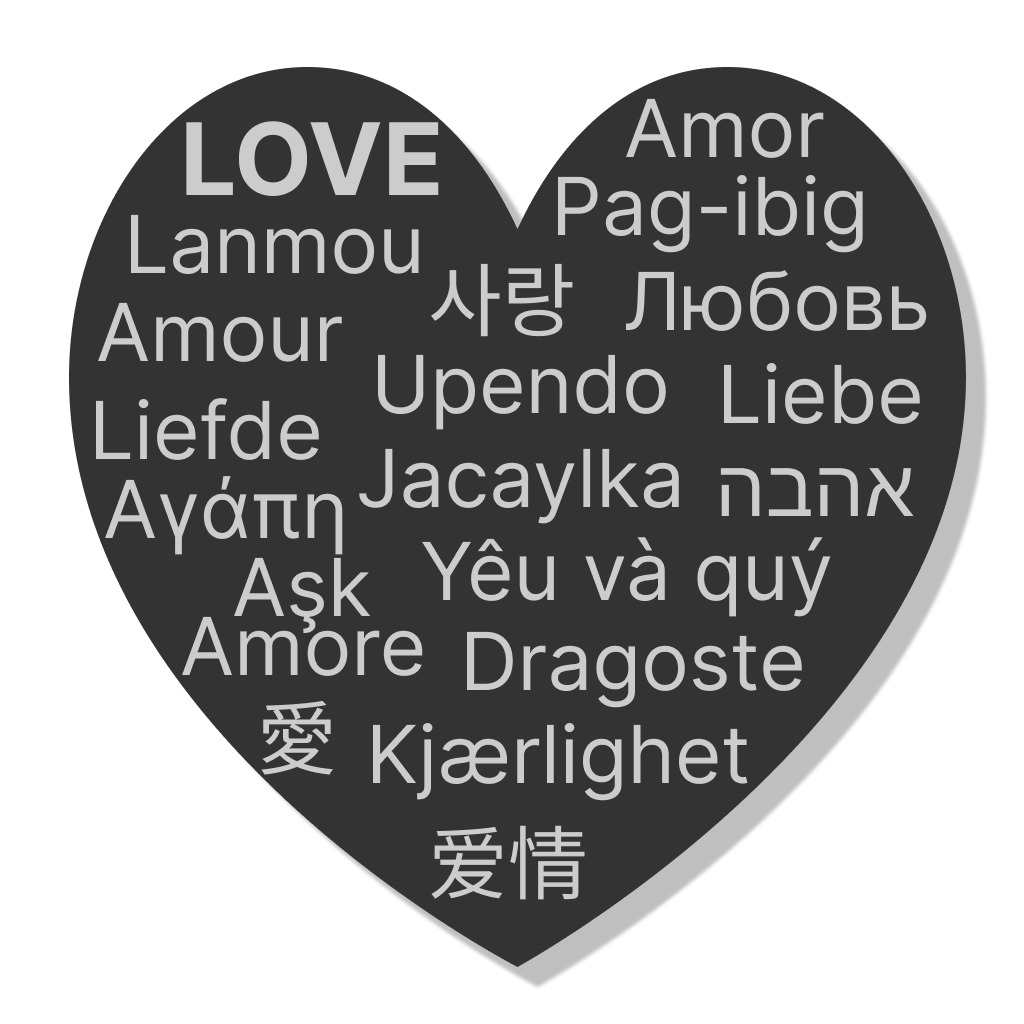 LOVE
Amor
Pag-ibig
Lanmou
사랑
Любовь
Amour
Upendo
Liebe
Liefde
Jacaylka
אהבה
Αγάπη
Yêu và quý
Aşk
Amore
Dragoste
愛
Kjærlighet
爱情